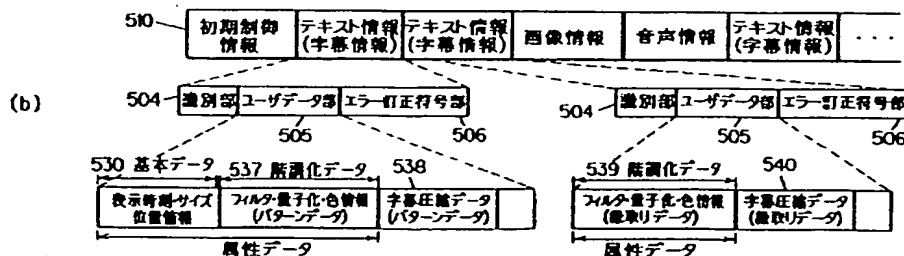 510
初期制御
情報
テキスト情報
(字幕情報)
テキスト情報
(字幕情報)
画像情報
音声情報
テキスト情報
(字幕情報)
・・・
(b)
504
識別部
ユーザデータ部
エラー訂正符号部
505
506
504
識別部
ユーザデータ部
エラー訂正符号部
505
506
530 基本データ
537 階調化データ
538
表示時刻・サイズ
位置情報
フィルタ・量子化・色情報
(パターンデータ)
字幕圧縮データ
(パターンデータ)
属性データ
539 階調化データ
540
フィルタ・量子化・色情報
(縁取りデータ)
字幕圧縮データ
(縁取りデータ)
属性データ